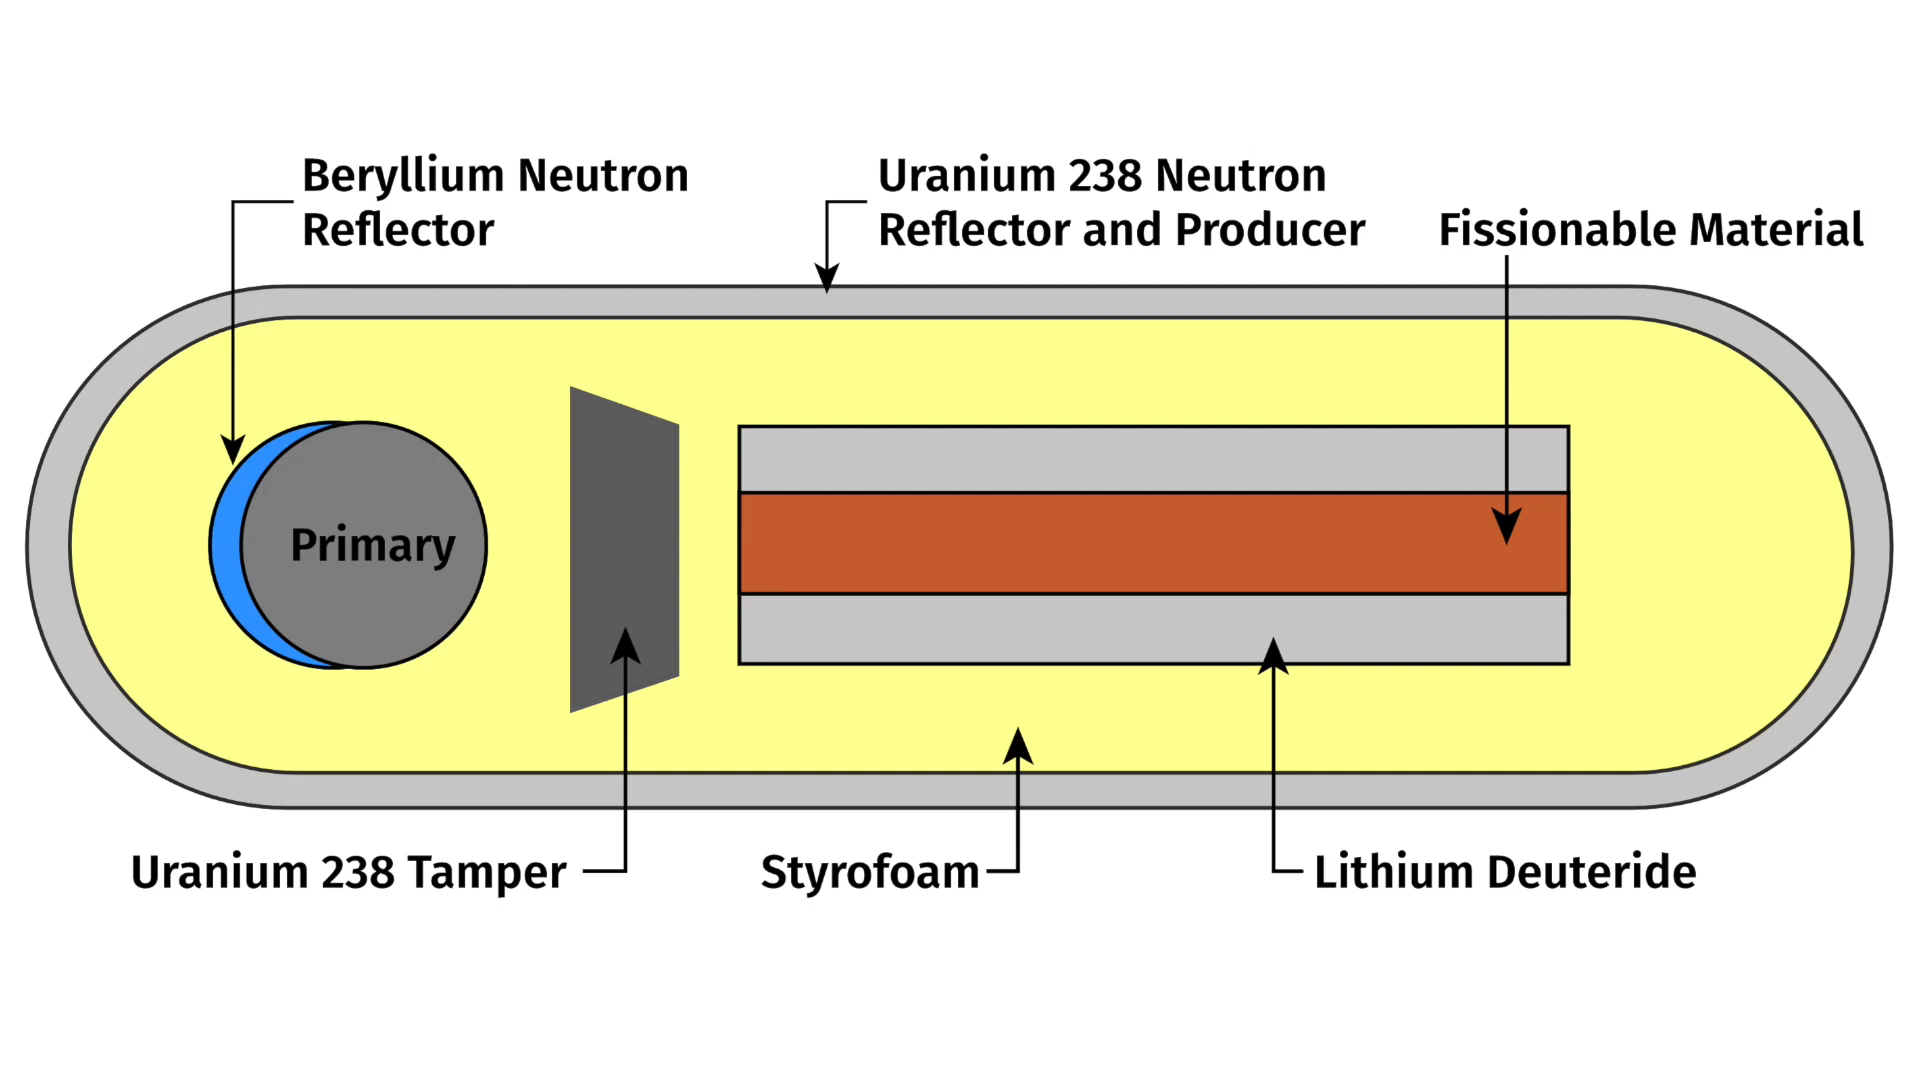 Beryllium Neutron
Reflector
Uranium 238 Neutron
Reflector and Producer
Fissionable Material
Primary
Uranium 238 Tamper
Styrofoam
Lithium Deuteride